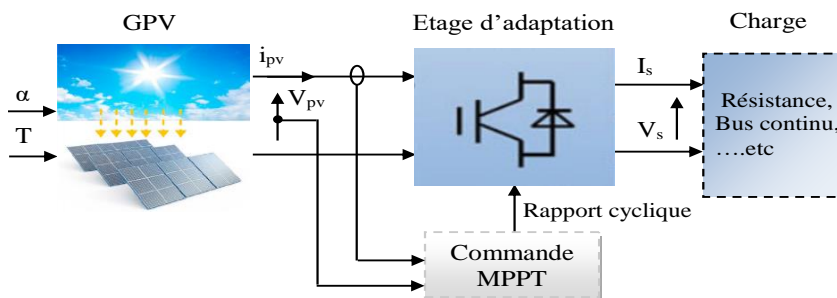 GPV
Etage d'adaptation
Charge
α
T
ipv
Vpv
Is
Vs
Résistance,
Bus continu,
….etc
Rapport cyclique
Commande
MPPT